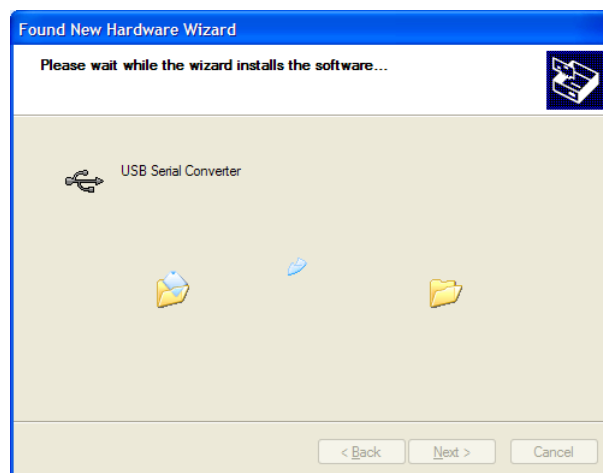 Found New Hardware Wizard
Please wait while the wizard installs the software...
USB Serial Converter
< Back
Next >
Cancel